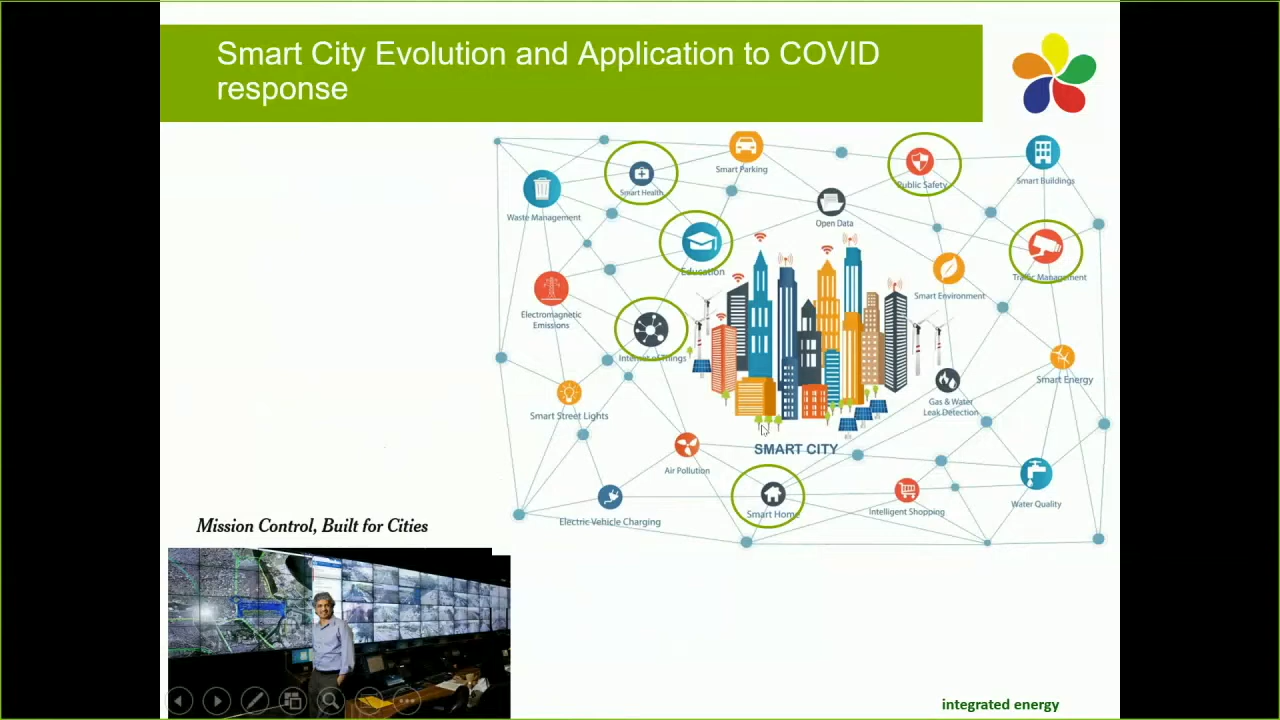 Smart City Evolution and Application to COVID
response
Smart Parking
Smart Health
Public Safety
Smart Buildings
Waste Management
Open Data
Education
Traffic Management
Smart Environment
Electromagnetic
Emissions
Internet of Things
Smart Energy
Gas & Water
Leak Detection
Smart Street Lights
SMART CITY
Air Pollution
Water Quality
Smart Home
Intelligent Shopping
Electric Vehicle Charging
Mission Control, Built for Cities
integrated energy